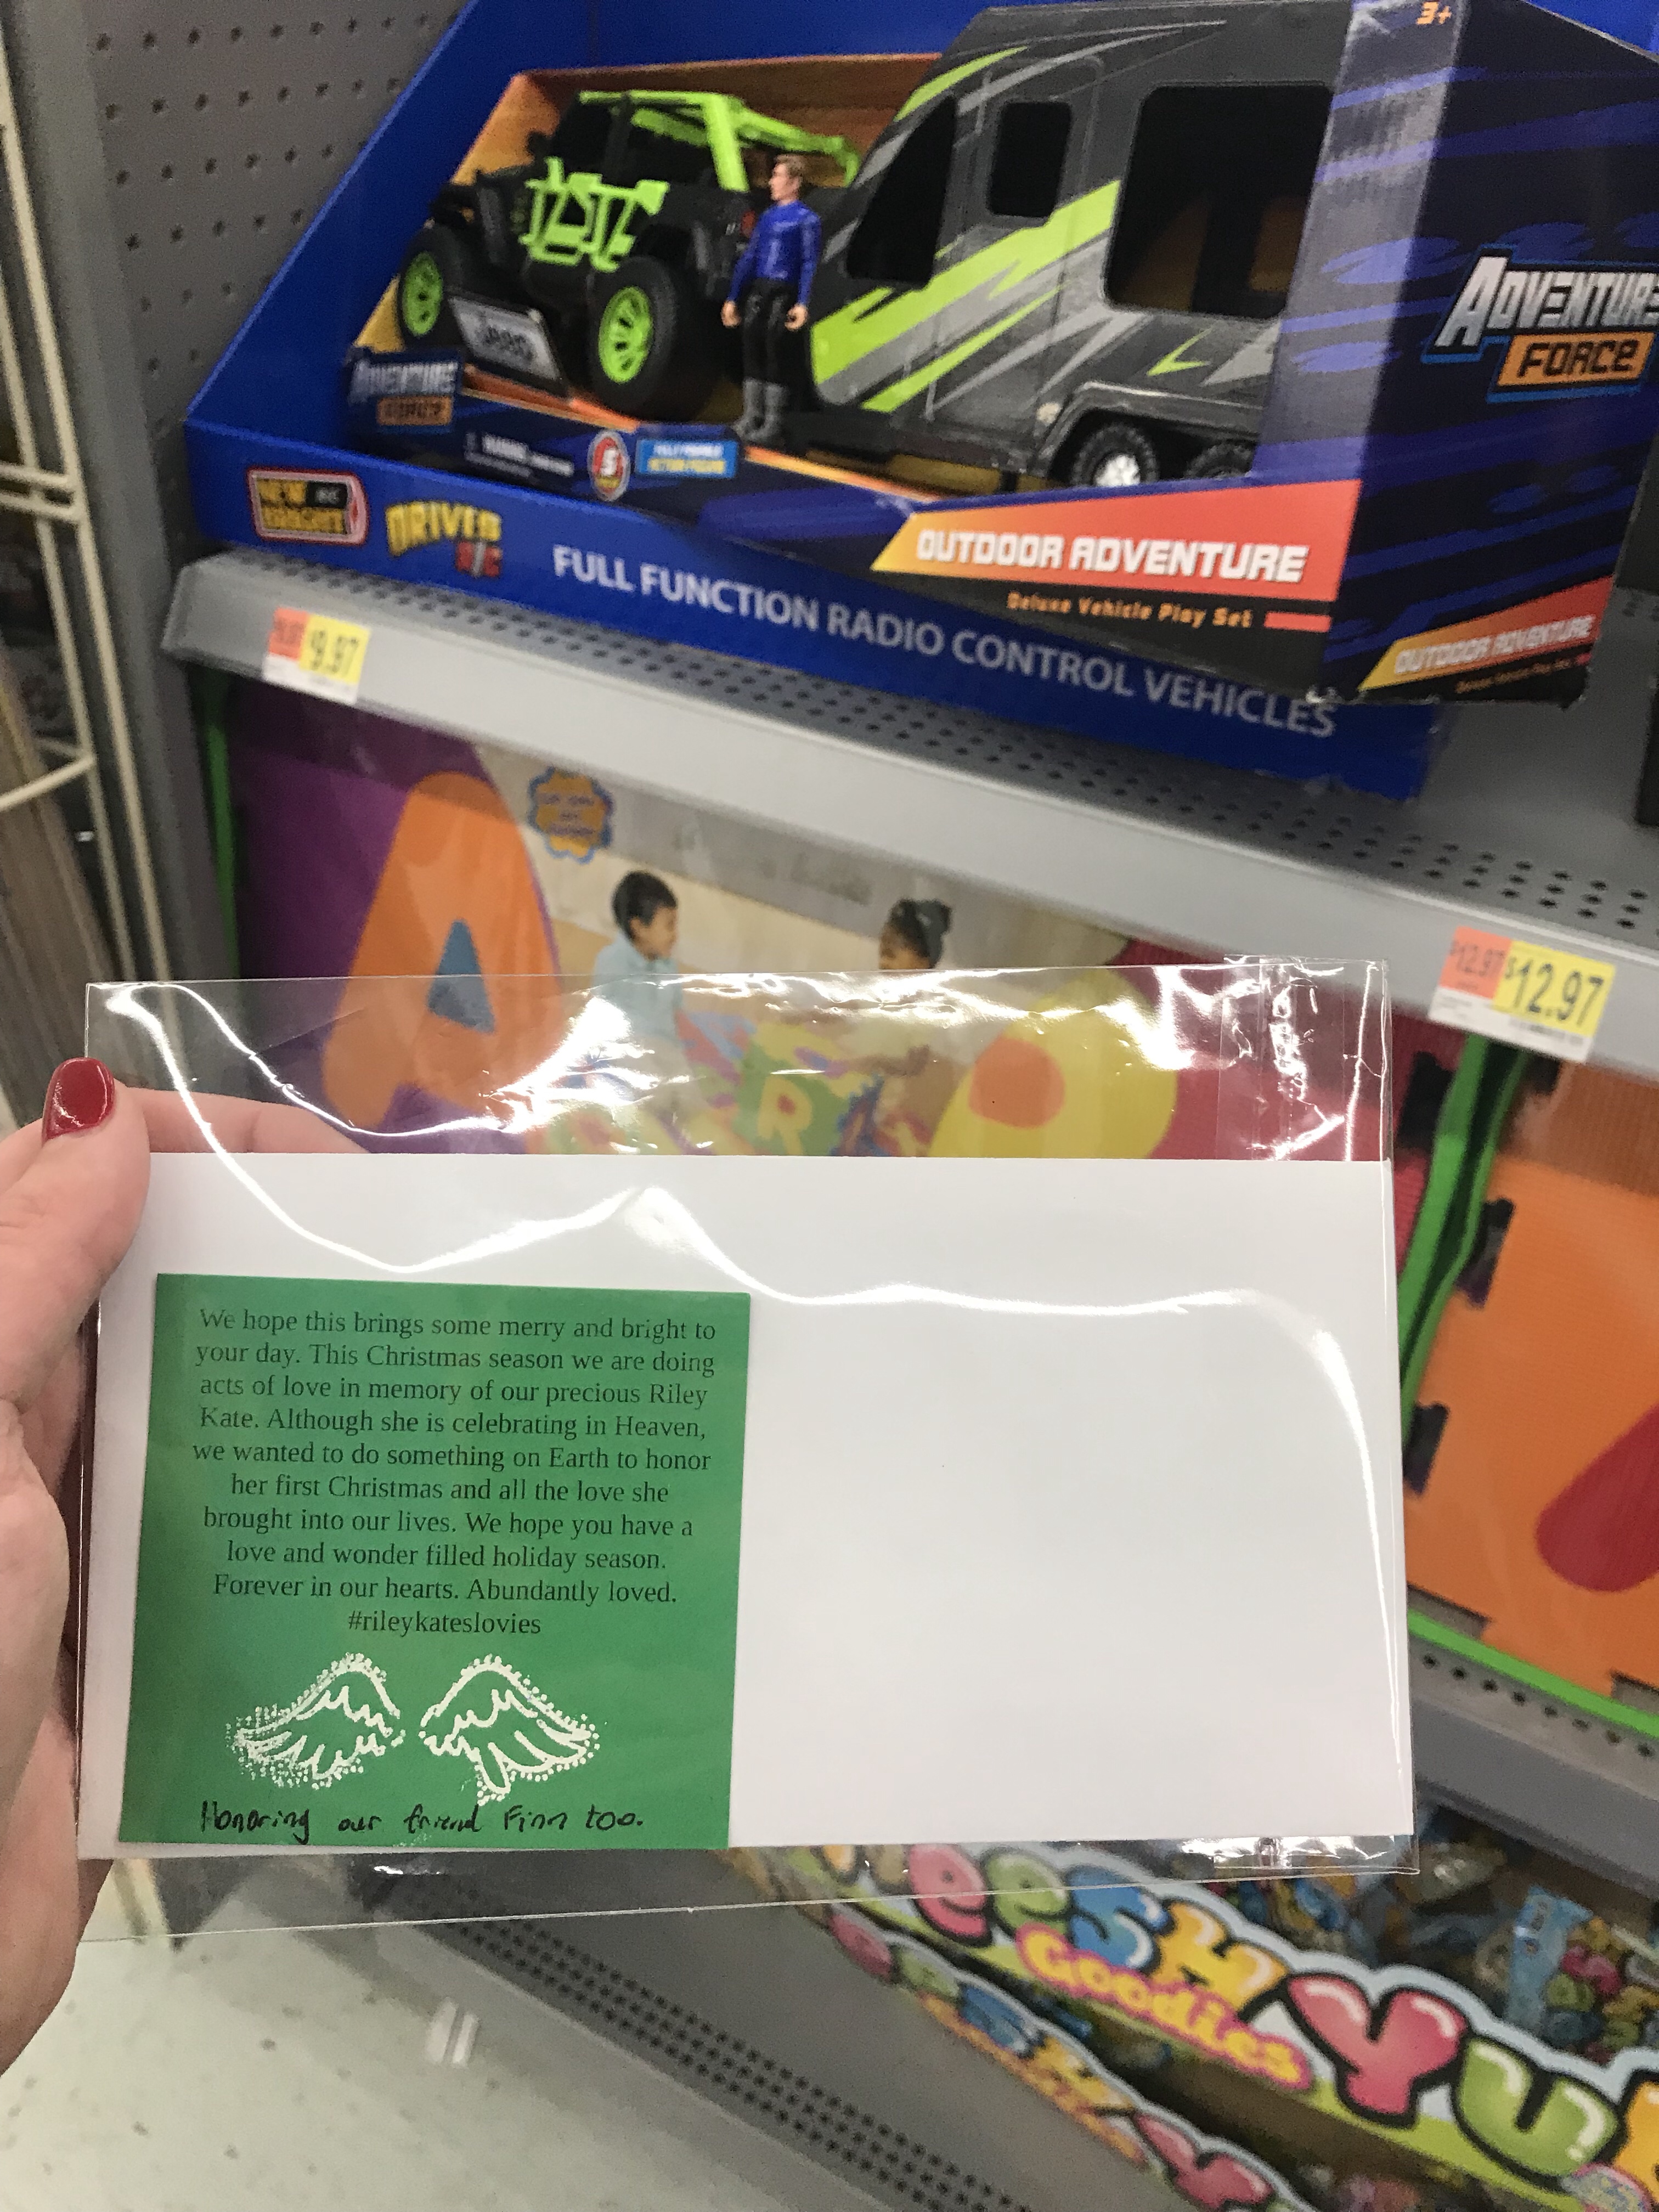 3+
ADVENTURE
FORCE
Jeep
ADVENTURE
FORCE
NEW
BRIGHT
DRIVEN
R/C
FULL FUNCTION RADIO CONTROL VEHICLES
OUTDOOR ADVENTURE
Deluxe Vehicle Play Set
OUTDOOR ADVENTURE
$9.97
$12.97
$12.97
A
We hope this brings some merry and bright to
your day. This Christmas season we are doing
acts of love in memory of our precious Riley
Kate. Although she is celebrating in Heaven,
we wanted to do something on Earth to honor
her first Christmas and all the love she
brought into our lives. We hope you have a
love and wonder filled holiday season.
Forever in our hearts. Abundantly loved.
#rileykateslovies
Honoring our friend Finn too.
Goodies